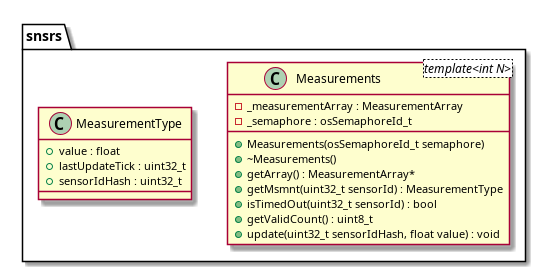 snsrs
C MeasurementType
value : float
lastUpdateTick : uint32_t
sensorIdHash : uint32_t
template<int N>
C Measurements
_measurementArray : MeasurementArray
_semaphore : osSemaphoreId_t
Measurements(osSemaphoreId_t semaphore)
~Measurements()
getArray() : MeasurementArray*
getMsmnt(uint32_t sensorId) : MeasurementType
isTimedOut(uint32_t sensorId) : bool
getValidCount() : uint8_t
update(uint32_t sensorIdHash, float value) : void